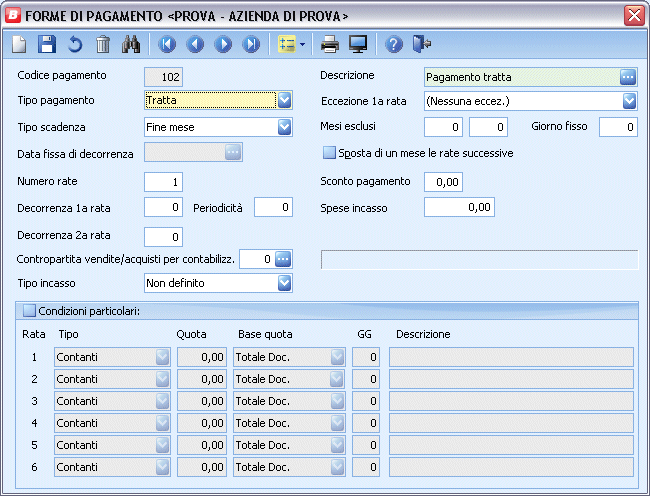 FORME DI PAGAMENTO <PROVA - AZIENDA DI PROVA>
Codice pagamento 102 Descrizione Pagamento tratta
Tipo pagamento Tratta Eccezione 1a rata (Nessuna eccez.)
Tipo scadenza Fine mese Mesi esclusi 0 0 Giorno fisso 0
Data fissa di decorrenza Sposta di un mese le rate successive
Numero rate 1 Sconto pagamento 0,00
Decorrenza 1a rata 0 Periodicità 0 Spese incasso 0,00
Decorrenza 2a rata 0
Contropartita vendite/acquisti per contabilizz. 0
Tipo incasso Non definito
Condizioni particolari:
Rata Tipo Quota Base quota GG Descrizione
1 Contanti 0,00 Totale Doc. 0
2 Contanti 0,00 Totale Doc. 0
3 Contanti 0,00 Totale Doc. 0
4 Contanti 0,00 Totale Doc. 0
5 Contanti 0,00 Totale Doc. 0
6 Contanti 0,00 Totale Doc. 0